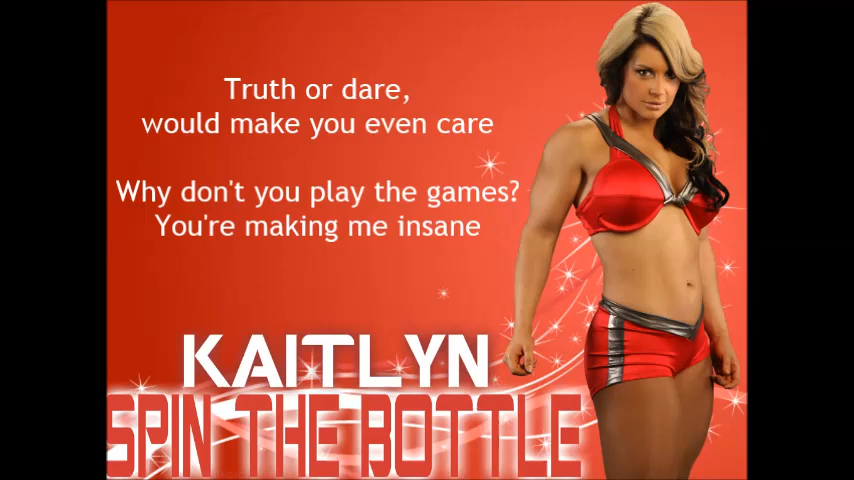 Truth or dare,
would make you even care
Why don't you play the games?
You're making me insane
KAITLYN
SPIN THE BOTTLE